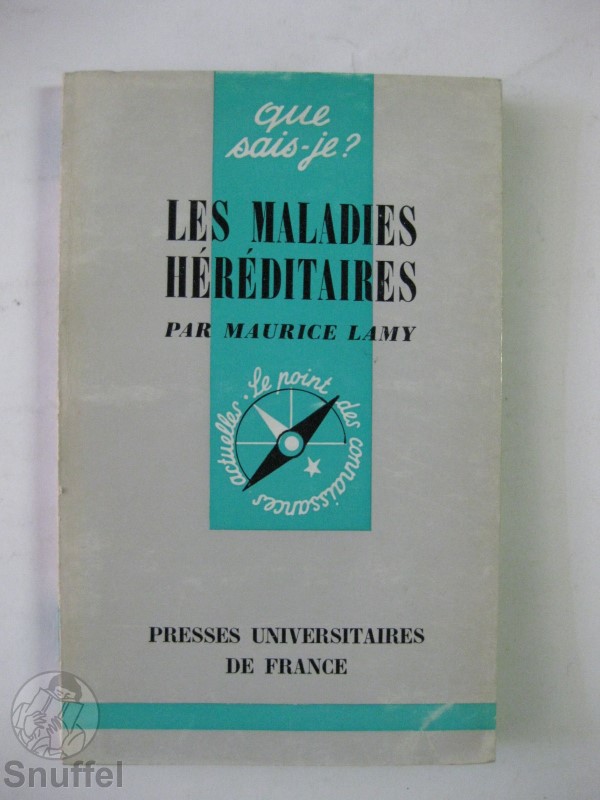 que
sais-je?
LES MALADIES
HÉRÉDITAIRES
PAR MAURICE LAMY
Le point des connaissances actuelles.
PRESSES UNIVERSITAIRES
DE FRANCE
Snuffel